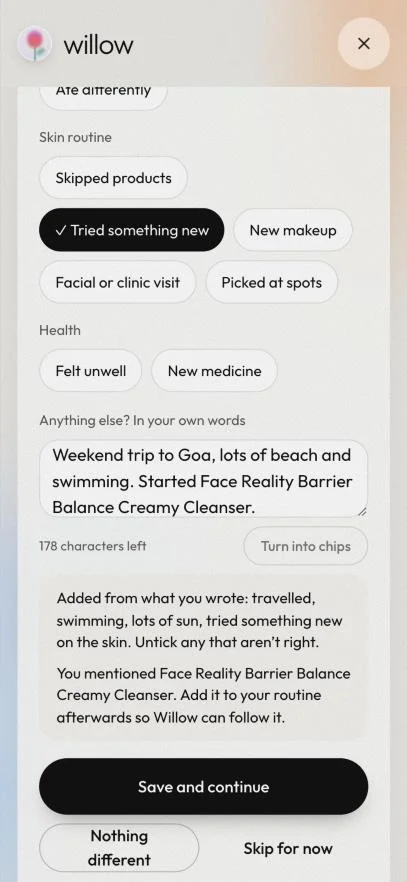 willow
Ate differently
Skin routine
Skipped products
✓ Tried something new
New makeup
Facial or clinic visit
Picked at spots
Health
Felt unwell
New medicine
Anything else? In your own words
Weekend trip to Goa, lots of beach and
swimming. Started Face Reality Barrier
Balance Creamy Cleanser.
178 characters left
Turn into chips
Added from what you wrote: travelled,
swimming, lots of sun, tried something new
on the skin. Untick any that aren’t right.
You mentioned Face Reality Barrier Balance
Creamy Cleanser. Add it to your routine
afterwards so Willow can follow it.
Save and continue
Nothing
different
Skip for now